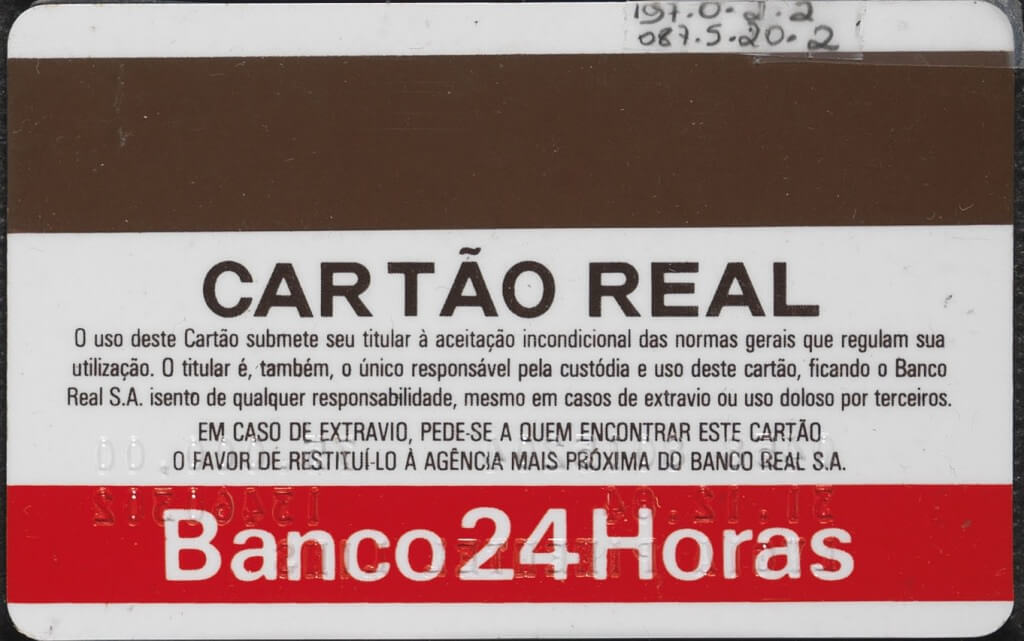 197.0.2.2
087.5.20.2
CARTÃO REAL
O uso deste Cartão submete seu titular à aceitação incondicional das normas gerais que regulam sua
utilização. O titular é, também, o único responsável pela custódia e uso deste cartão, ficando o Banco
Real S.A. isento de qualquer responsabilidade, mesmo em casos de extravio ou uso doloso por terceiros.
EM CASO DE EXTRAVIO, PEDE-SE A QUEM ENCONTRAR ESTE CARTÃO
O FAVOR DE RESTITUÍ-LO À AGÊNCIA MAIS PRÓXIMA DO BANCO REAL S.A.
Banco24Horas